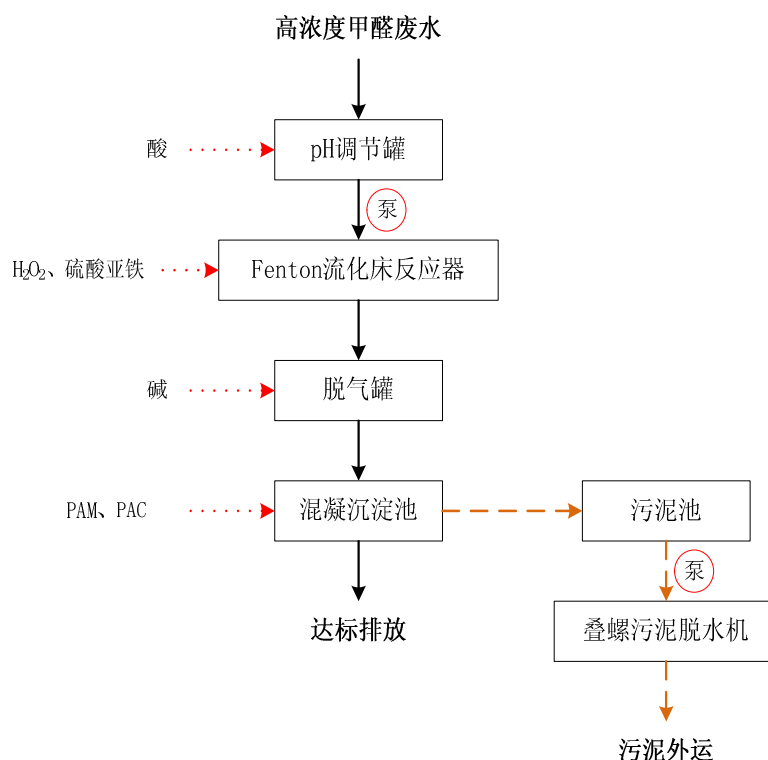 高浓度甲醛废水
酸
pH调节罐
泵
H₂O₂、硫酸亚铁
Fenton流化床反应器
碱
脱气罐
PAM、PAC
混凝沉淀池
污泥池
泵
达标排放
叠螺污泥脱水机
污泥外运